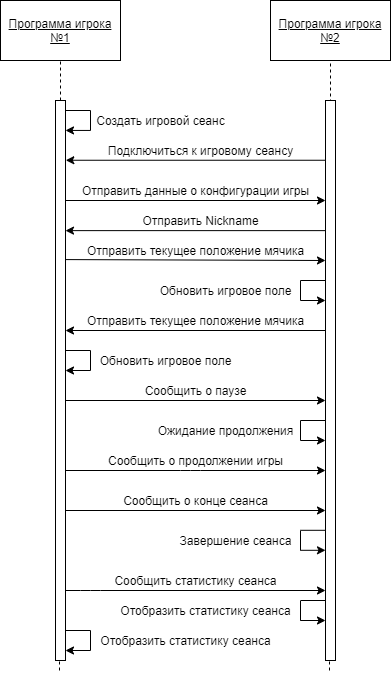 Программа игрока
№1
Программа игрока
№2
Создать игровой сеанс
Подключиться к игровому сеансу
Отправить данные о конфигурации игры
Отправить Nickname
Отправить текущее положение мячика
Обновить игровое поле
Отправить текущее положение мячика
Обновить игровое поле
Сообщить о паузе
Ожидание продолжения
Сообщить о продолжении игры
Сообщить о конце сеанса
Завершение сеанса
Сообщить статистику сеанса
Отобразить статистику сеанса
Отобразить статистику сеанса